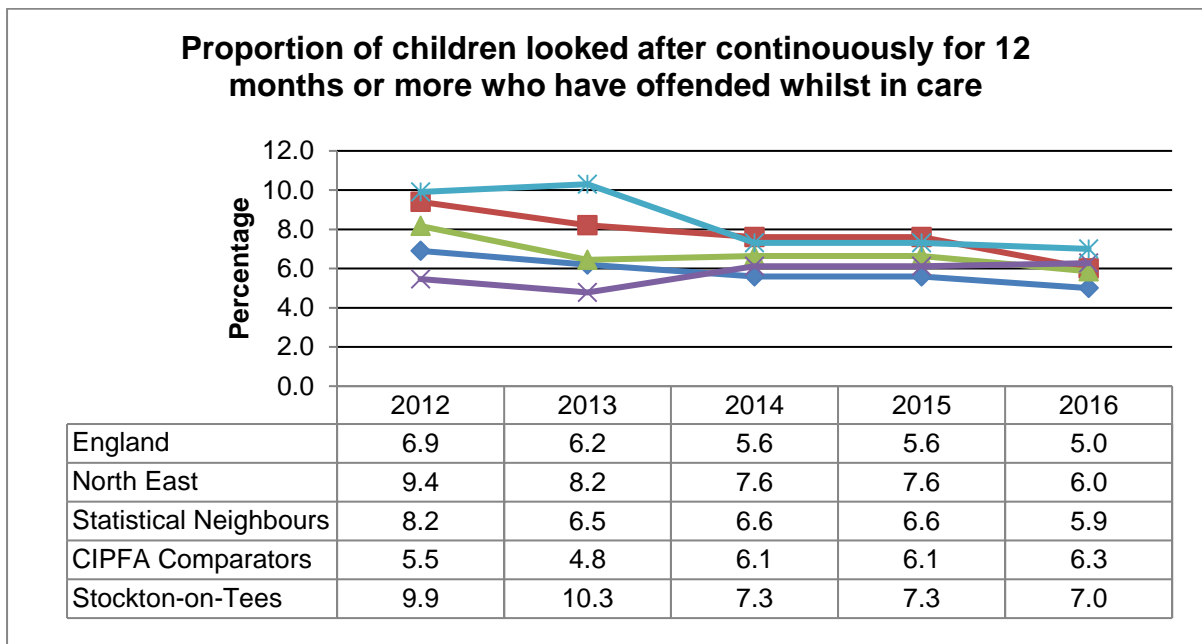 Proportion of children looked after continouously for 12
months or more who have offended whilst in care
Percentage
12.0
10.0
8.0
6.0
4.0
2.0
0.0
2012 2013 2014 2015 2016
England 6.9 6.2 5.6 5.6 5.0
North East 9.4 8.2 7.6 7.6 6.0
Statistical Neighbours 8.2 6.5 6.6 6.6 5.9
CIPFA Comparators 5.5 4.8 6.1 6.1 6.3
Stockton-on-Tees 9.9 10.3 7.3 7.3 7.0